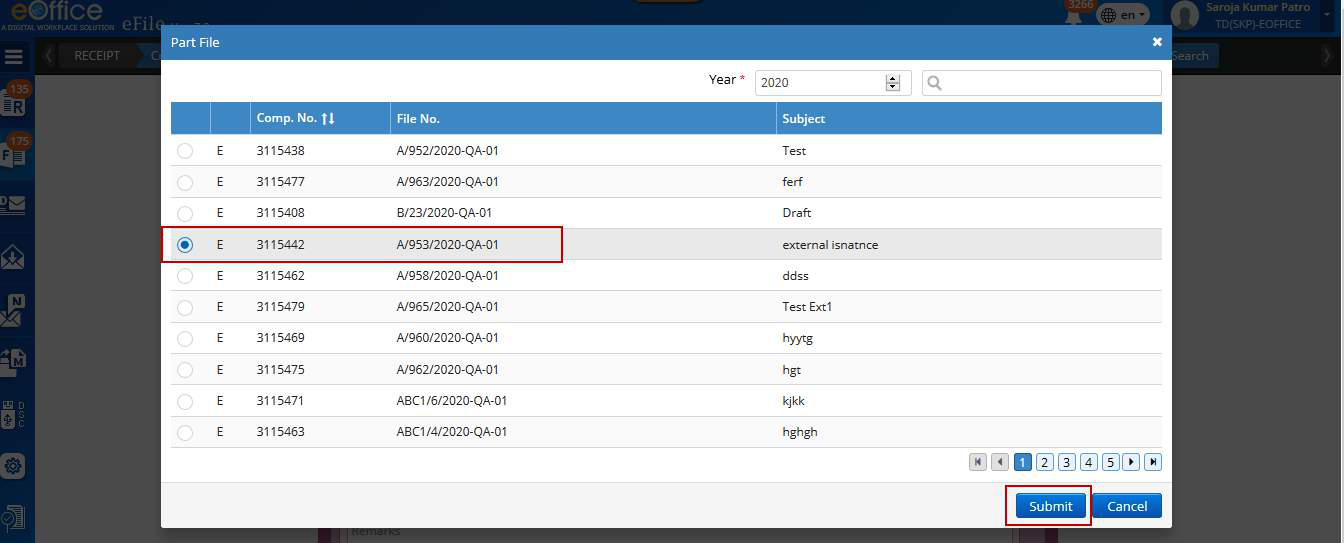 eOffice
A DIGITAL WORKPLACE SOLUTION
eFile
3266
en
Saroja Kumar Patro
TD(SKP)-EOFFICE
RECEIPT
Search
135
R
175
F
D
N
M
D
S
C
Part File
Year *
2020
Comp. No. File No. Subject
E 3115438 A/952/2020-QA-01 Test
E 3115477 A/963/2020-QA-01 ferf
E 3115408 B/23/2020-QA-01 Draft
E 3115442 A/953/2020-QA-01 external isnatnce
E 3115462 A/958/2020-QA-01 ddss
E 3115479 A/965/2020-QA-01 Test Ext1
E 3115469 A/960/2020-QA-01 hyytg
E 3115475 A/962/2020-QA-01 hgt
E 3115471 ABC1/6/2020-QA-01 kjkk
E 3115463 ABC1/4/2020-QA-01 hghgh
1 2 3 4 5
Submit Cancel
Remarks